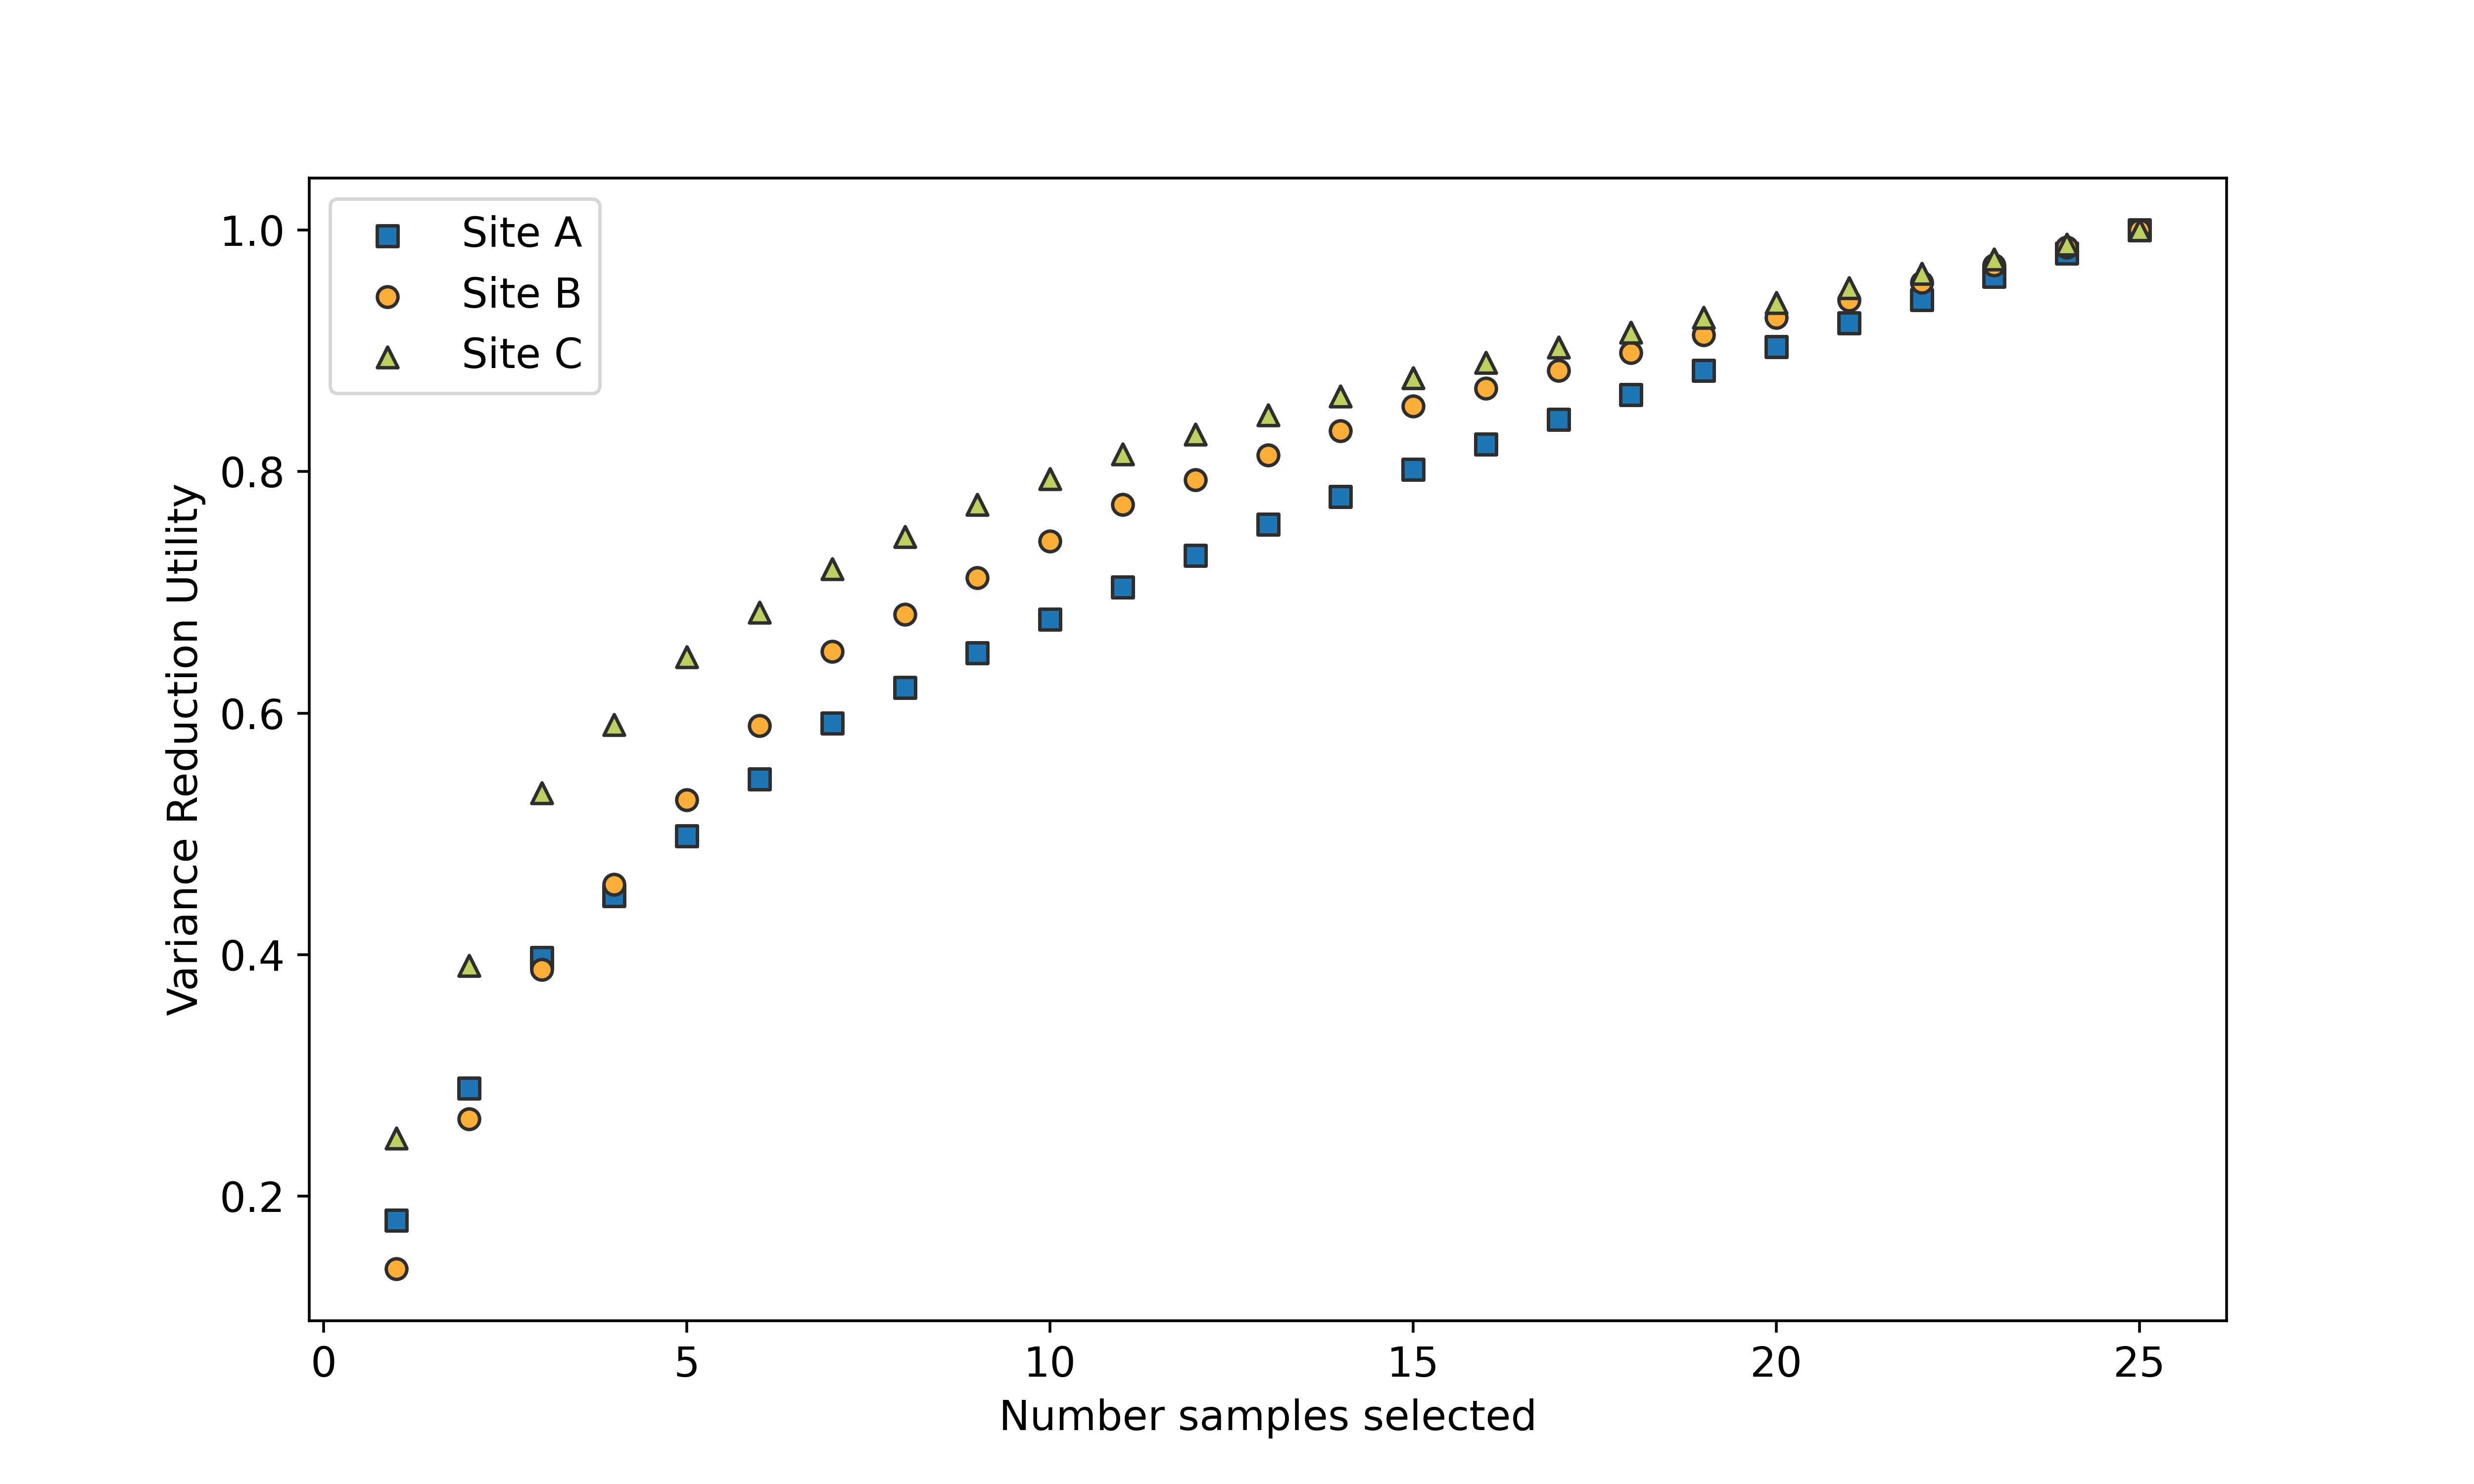 Site A
Site B
Site C
Variance Reduction Utility
1.0
0.8
0.6
0.4
0.2
0 5 10 15 20 25
Number samples selected